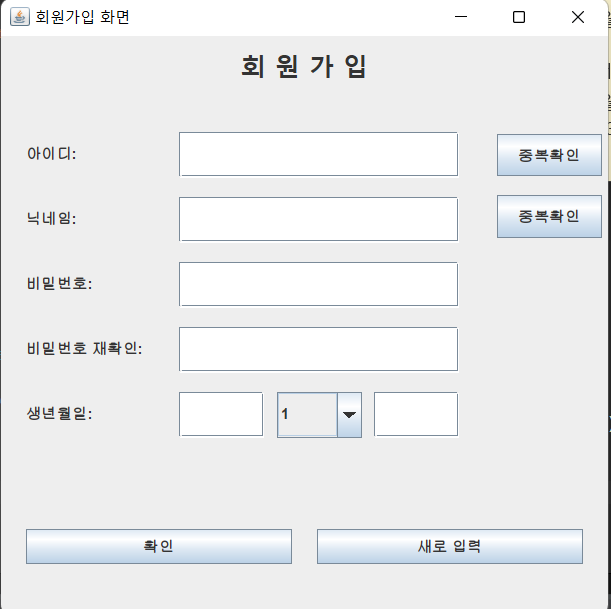 회원가입 화면
회 원 가 입
아이디:
중복확인
닉네임:
중복확인
비밀번호:
비밀번호 재확인:
생년월일:
1
확인
새로 입력